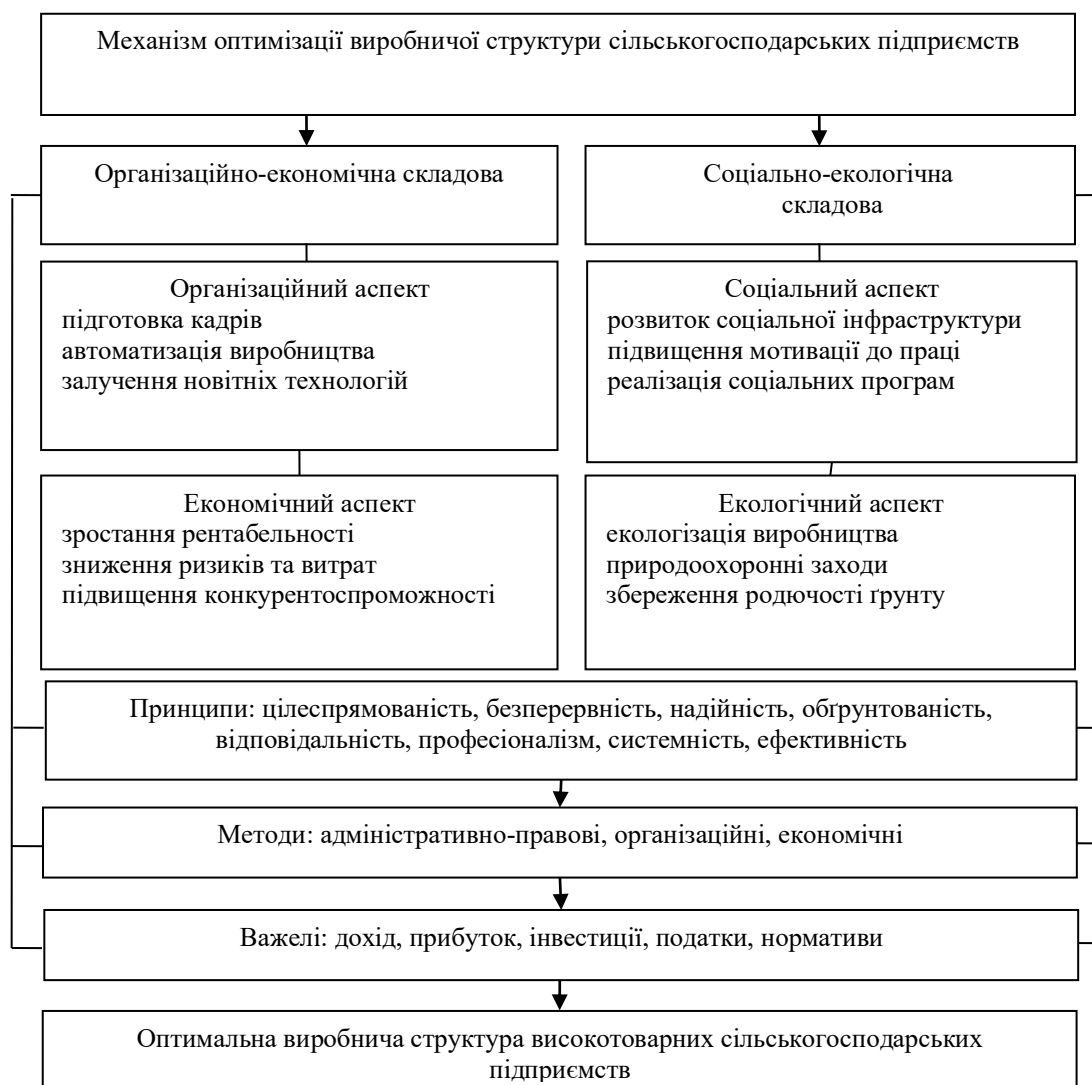 Механізм оптимізації виробничої структури сільськогосподарських підприємств
Організаційно-економічна складова
Соціально-екологічна
складова
Організаційний аспект
підготовка кадрів
автоматизація виробництва
залучення новітніх технологій
Соціальний аспект
розвиток соціальної інфраструктури
підвищення мотивації до праці
реалізація соціальних програм
Економічний аспект
зростання рентабельності
зниження ризиків та витрат
підвищення конкурентоспроможності
Екологічний аспект
екологізація виробництва
природоохоронні заходи
збереження родючості ґрунту
Принципи: цілеспрямованість, безперервність, надійність, обґрунтованість,
відповідальність, професіоналізм, системність, ефективність
Методи: адміністративно-правові, організаційні, економічні
Важелі: дохід, прибуток, інвестиції, податки, нормативи
Оптимальна виробнича структура високотоварних сільськогосподарських
підприємств